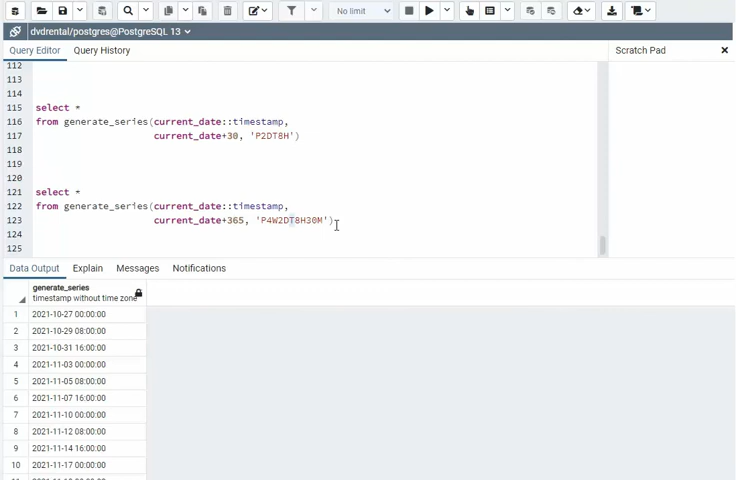 No limit
dvdrental/postgres@PostgreSQL 13
Query Editor Query History
Scratch Pad
112
113
114
115 select *
116 from generate_series(current_date::timestamp,
117 current_date+30, 'P2DT8H')
118
119
120
121 select *
122 from generate_series(current_date::timestamp,
123 current_date+365, 'P4W2DT8H30M')
124
125
Data Output Explain Messages Notifications
generate_series
timestamp without time zone
1 2021-10-27 00:00:00
2 2021-10-29 08:00:00
3 2021-10-31 16:00:00
4 2021-11-03 00:00:00
5 2021-11-05 08:00:00
6 2021-11-07 16:00:00
7 2021-11-10 00:00:00
8 2021-11-12 08:00:00
9 2021-11-14 16:00:00
10 2021-11-17 00:00:00